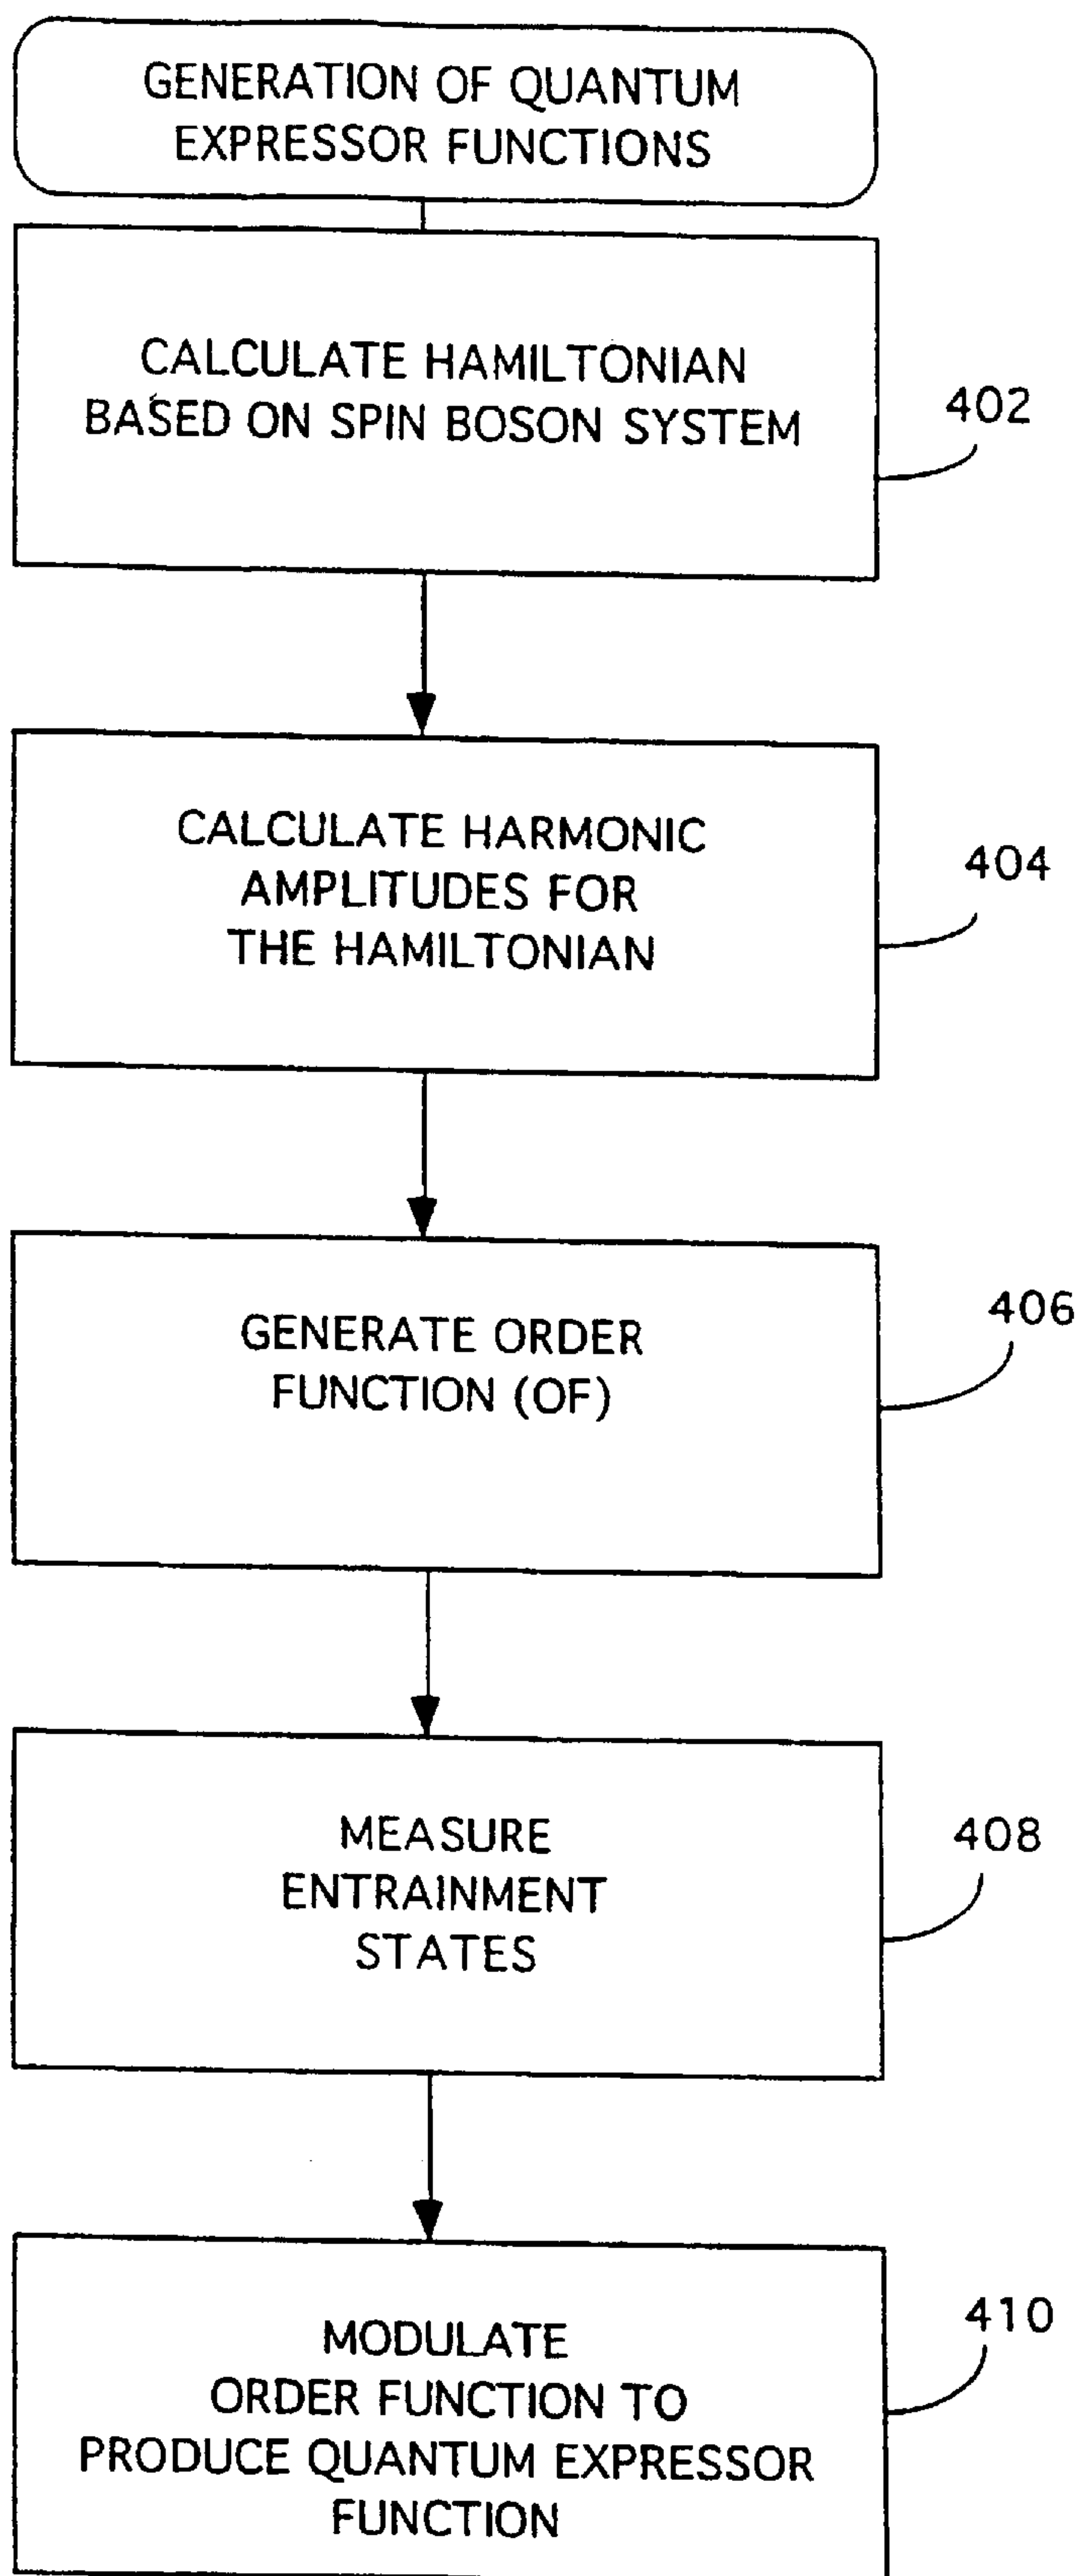 GENERATION OF QUANTUM
EXPRESSOR FUNCTIONS
CALCULATE HAMILTONIAN
BASED ON SPIN BOSON SYSTEM
402
CALCULATE HARMONIC
AMPLITUDES FOR
THE HAMILTONIAN
404
GENERATE ORDER
FUNCTION (OF)
406
MEASURE
ENTRAINMENT
STATES
408
MODULATE
ORDER FUNCTION TO
PRODUCE QUANTUM EXPRESSOR
FUNCTION
410